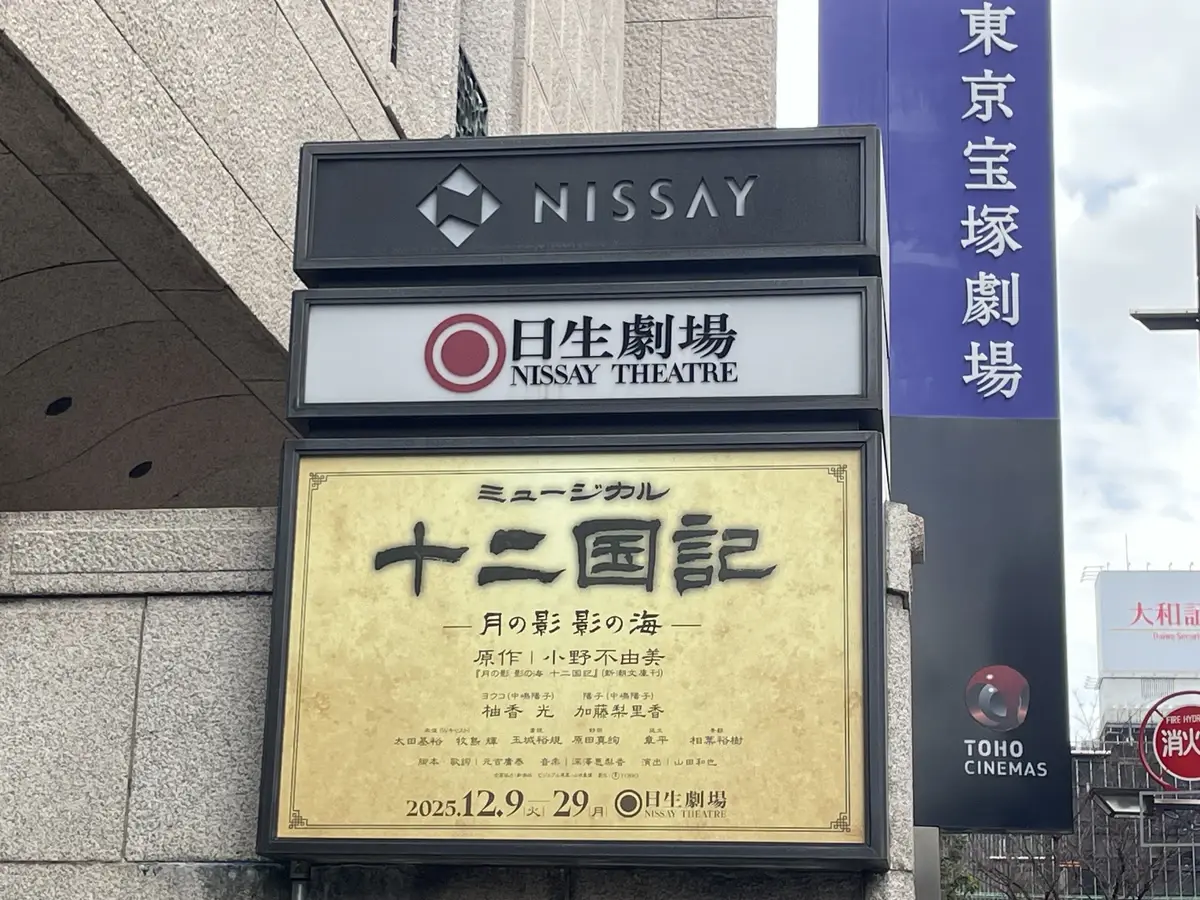 NISSAY
日生劇場
NISSAY THEATRE
ミュージカル
十二国記
―月の影 影の海―
原作｜小野不由美
『月の影 影の海 十二国記』(新潮文庫刊)
ヨウコ(中嶋陽子) 陽子(中嶋陽子)
柚香 光 加藤梨里香
太田基裕 牧島 輝 玉城裕規 原田真絢 章平 相葉裕樹
脚本 歌詞｜元吉庸泰 音楽｜深澤恵梨香 演出｜山田和也
2025.12.9火―29月 日生劇場
NISSAY THEATRE
東京宝塚劇場
TOHO
CINEMAS
大和証
Daiwa Securi
FIRE HYD
消火